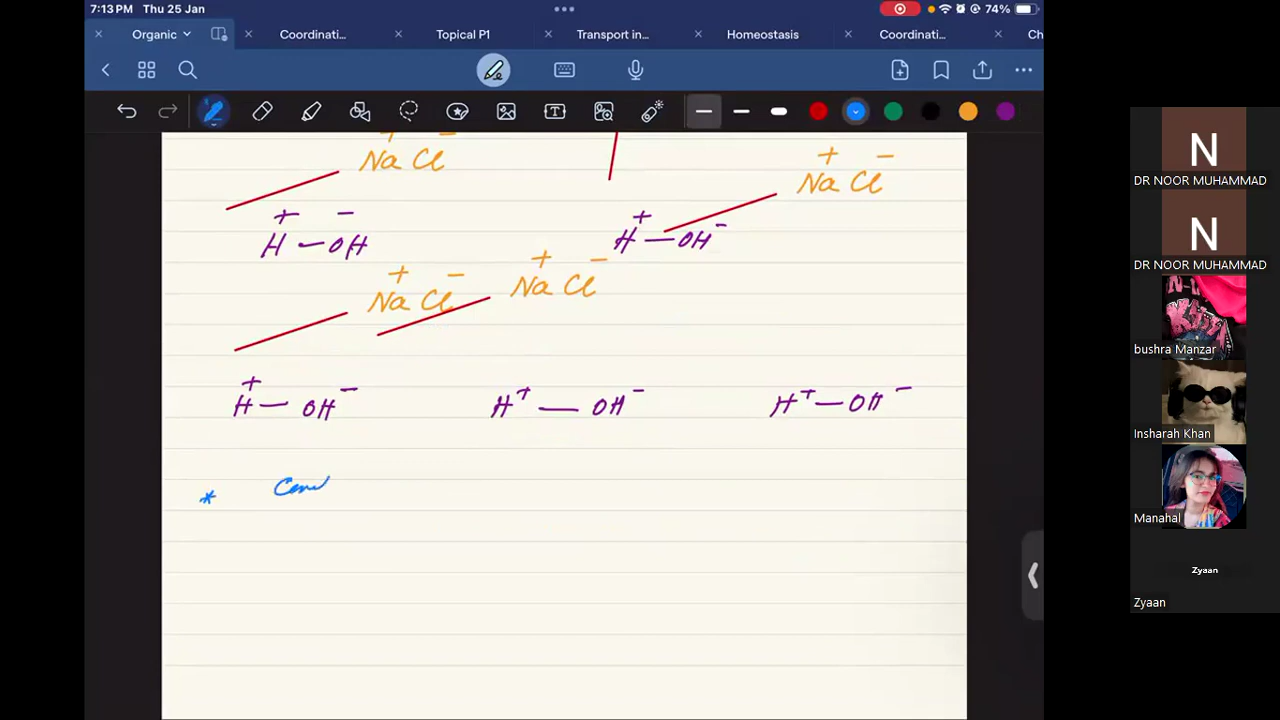 7:13 PM Thu 25 Jan
74%
Organic
Coordinati...
Topical P1
Transport in...
Homeostasis
Coordinati...
Ch
Na⁺ Cl⁻
Na⁺ Cl⁻
H⁺ — OH⁻
H⁺ — OH⁻
Na⁺ Cl⁻
Na⁺ Cl⁻
H⁺ — OH⁻
H⁺ — OH⁻
H⁺ — OH⁻
*
N
DR NOOR MUHAMMAD
N
DR NOOR MUHAMMAD
bushra Manzar
Insharah Khan
Manahal
Zyaan
Zyaan